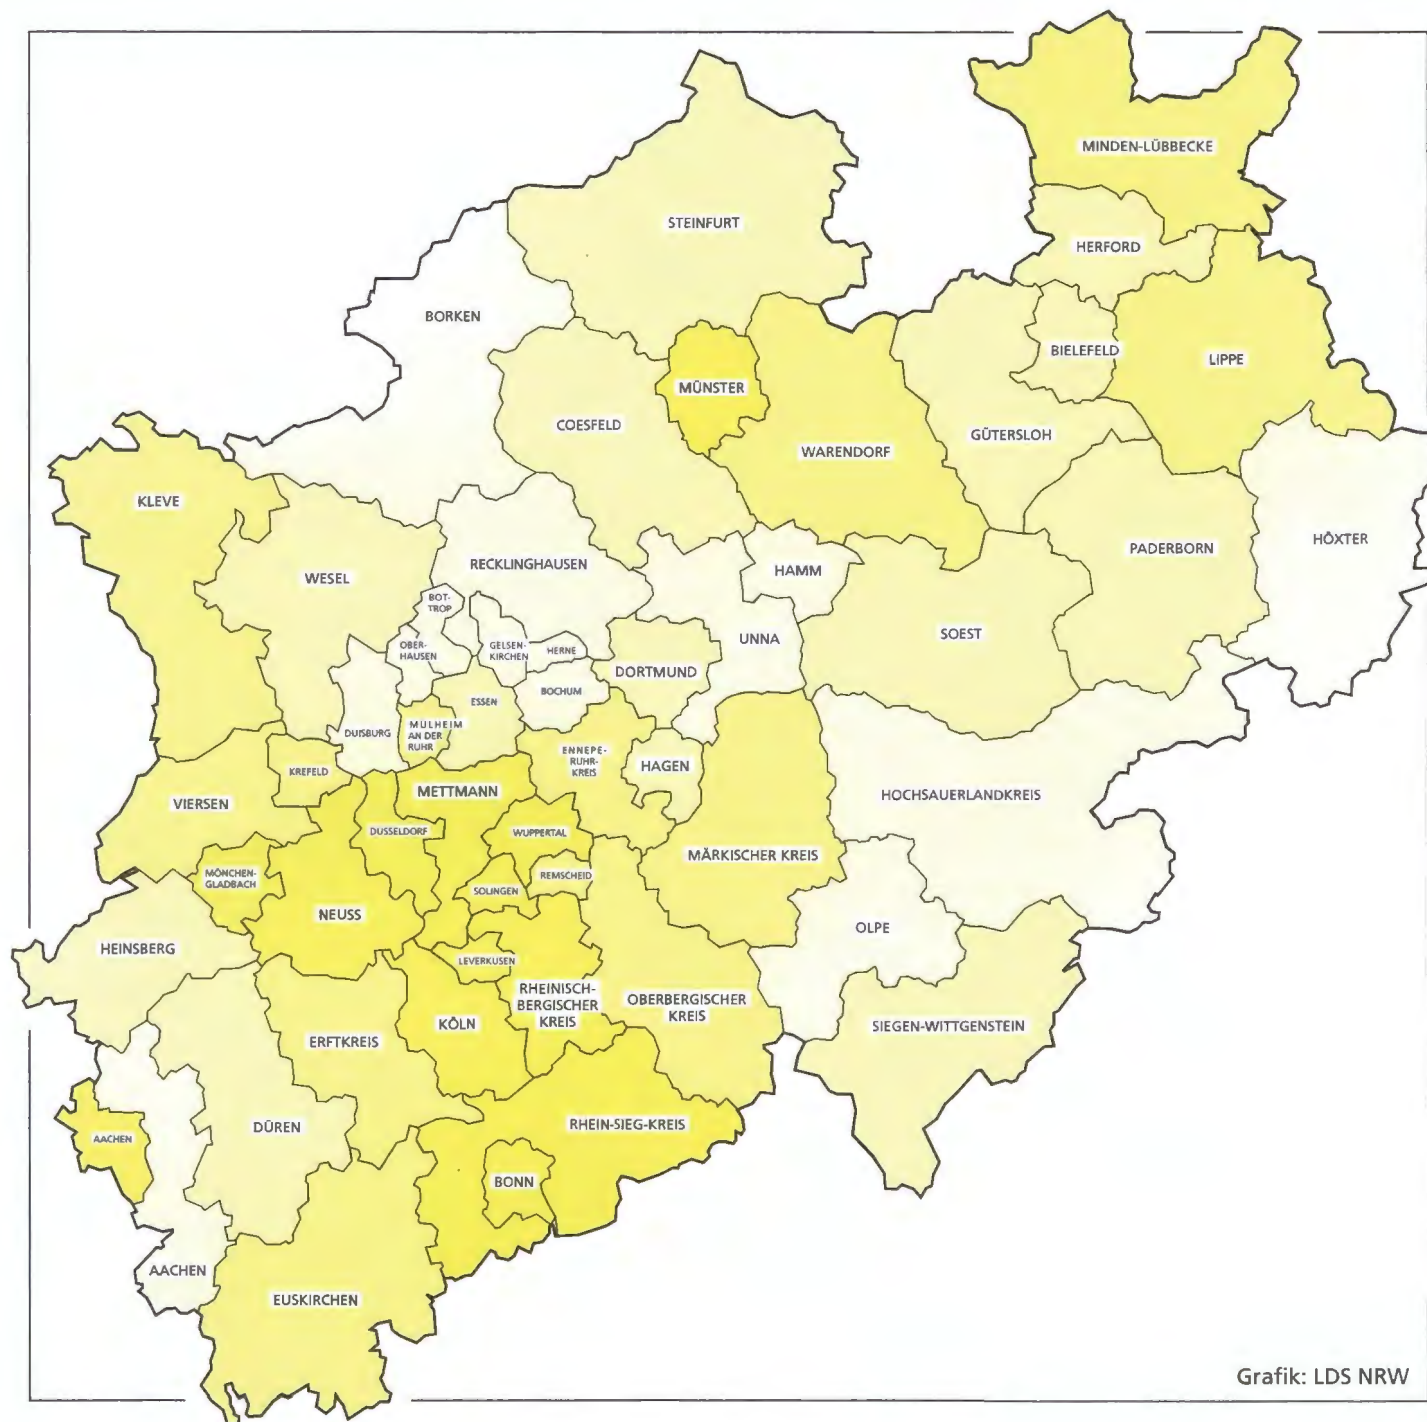 MINDEN-LÜBBECKE
STEINFURT
HERFORD
BORKEN
BIELEFELD
LIPPE
MÜNSTER
COESFELD
GÜTERSLOH
WARENDORF
KLEVE
HÖXTER
PADERBORN
RECKLINGHAUSEN
HAMM
WESEL
BOT-
TROP
UNNA
SOEST
OBER-
HAUSEN
GELSEN-
KIRCHEN
HERNE
DORTMUND
BOCHUM
ESSEN
DUISBURG
MÜLHEIM
AN DER
RUHR
ENNEPE-
RUHR-
KREIS
HAGEN
KREFELD
METTMANN
HOCHSAUERLANDKREIS
VIERSEN
DÜSSELDORF
WUPPERTAL
MÄRKISCHER KREIS
MÖNCHEN-
GLADBACH
REMSCHEID
SOLINGEN
NEUSS
OLPE
HEINSBERG
LEVERKUSEN
RHEINISCH-
BERGISCHER
KREIS
OBERBERGISCHER
KREIS
KÖLN
SIEGEN-WITTGENSTEIN
ERFTKREIS
DÜREN
RHEIN-SIEG-KREIS
AACHEN
BONN
AACHEN
EUSKIRCHEN
Grafik: LDS NRW